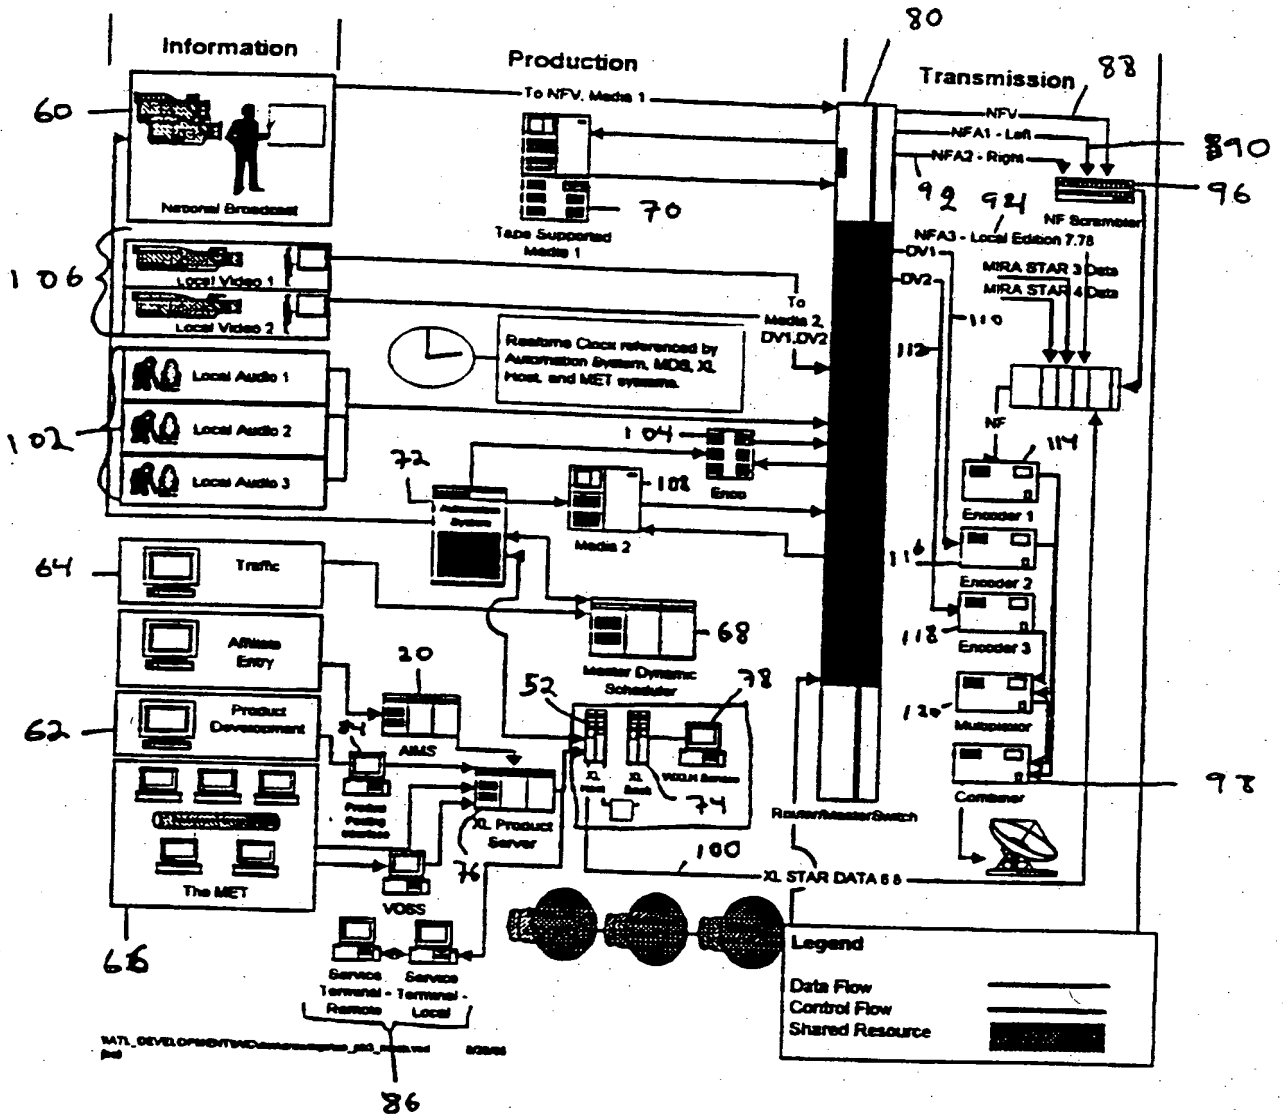 80
Information
Production
Transmission
88
60
To NFV, Media 1
NFV
NFA1 - Left
90
NFA2 - Right
92
96
National Broadcast
70
94
NF Scrambler
Tape Supported
Media 1
NFA3 - Local Edition 7.78
DV1
DV2
106
Local Video 1
Local Video 2
MIRA STAR 3 Data
MIRA STAR 4 Data
To
Media 2,
DV1,DV2
110
112
Realtime Clock referenced by
Automation System, MDS, XL
Host, and MET systems.
Local Audio 1
102
Local Audio 2
Local Audio 3
104
Enco
NF
114
72
Automation
System
108
Media 2
Encoder 1
116
Encoder 2
64
Traffic
118
Encoder 3
68
Master Dynamic
Scheduler
Affiliate
Entry
20
AIMS
52
78
120
Multiplexor
62
Product
Development
84
Product
Posting
Interface
XL
Host
XL
74
98
Combiner
XL Product
Server
76
Router/MasterSwitch
100
XL STAR DATA 6 8
The MET
VOSS
66
Service
Terminal -
Remote
Service
Terminal -
Local
86
Legend
Data Flow
Control Flow
Shared Resource